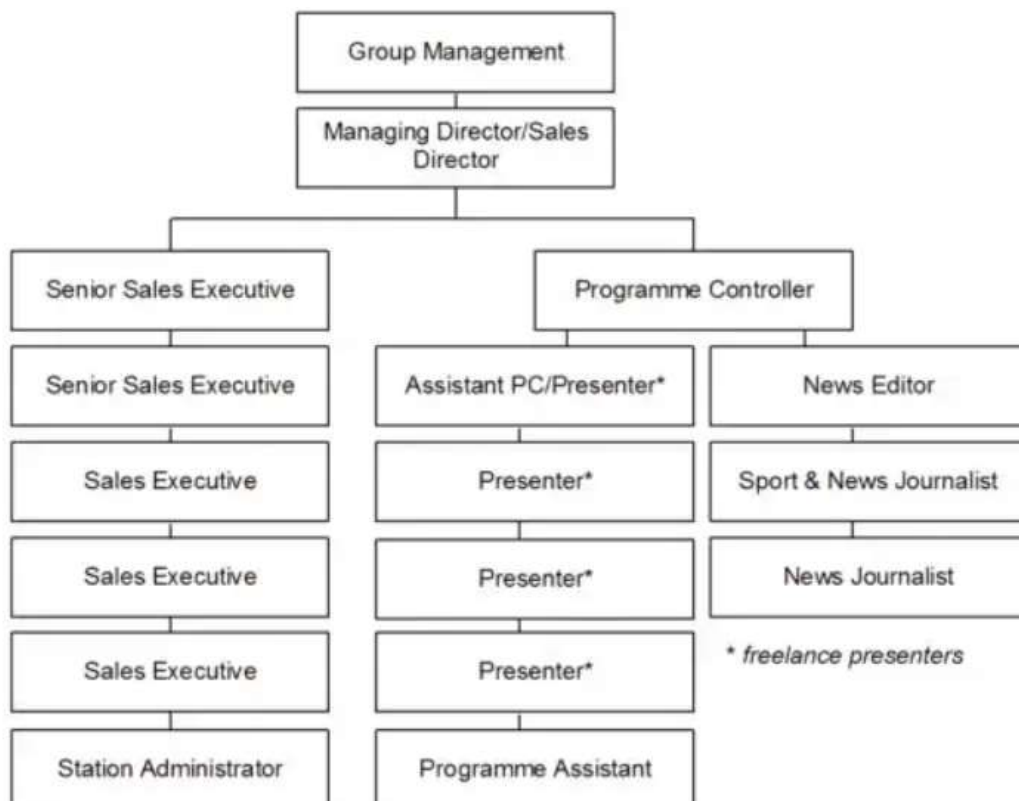 Group Management
Managing Director/Sales
Director
Senior Sales Executive
Programme Controller
Senior Sales Executive
Assistant PC/Presenter*
News Editor
Sales Executive
Presenter*
Sport & News Journalist
Sales Executive
Presenter*
News Journalist
Sales Executive
Presenter*
* freelance presenters
Station Administrator
Programme Assistant